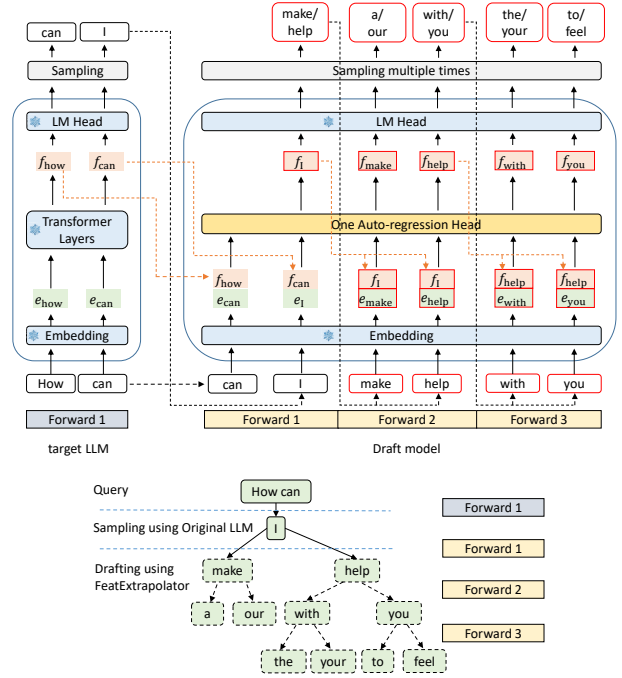 can I
make/ help
a/ our
with/ you
the/ your
to/ feel
Sampling
Sampling multiple times
LM Head
LM Head
f_how f_can
f_I f_make f_help f_with f_you
Transformer
Layers
One Auto-regression Head
f_how f_can f_I f_I f_help f_help
e_how e_can
e_can e_I e_make e_help e_with e_you
Embedding
Embedding
How can
can I make help with you
Forward 1
Forward 1 Forward 2 Forward 3
target LLM
Draft model
Query
How can
Forward 1
Sampling using Original LLM
I
Forward 1
Drafting using
FeatExtrapolator
make help
Forward 2
a our with you
Forward 3
the your to feel